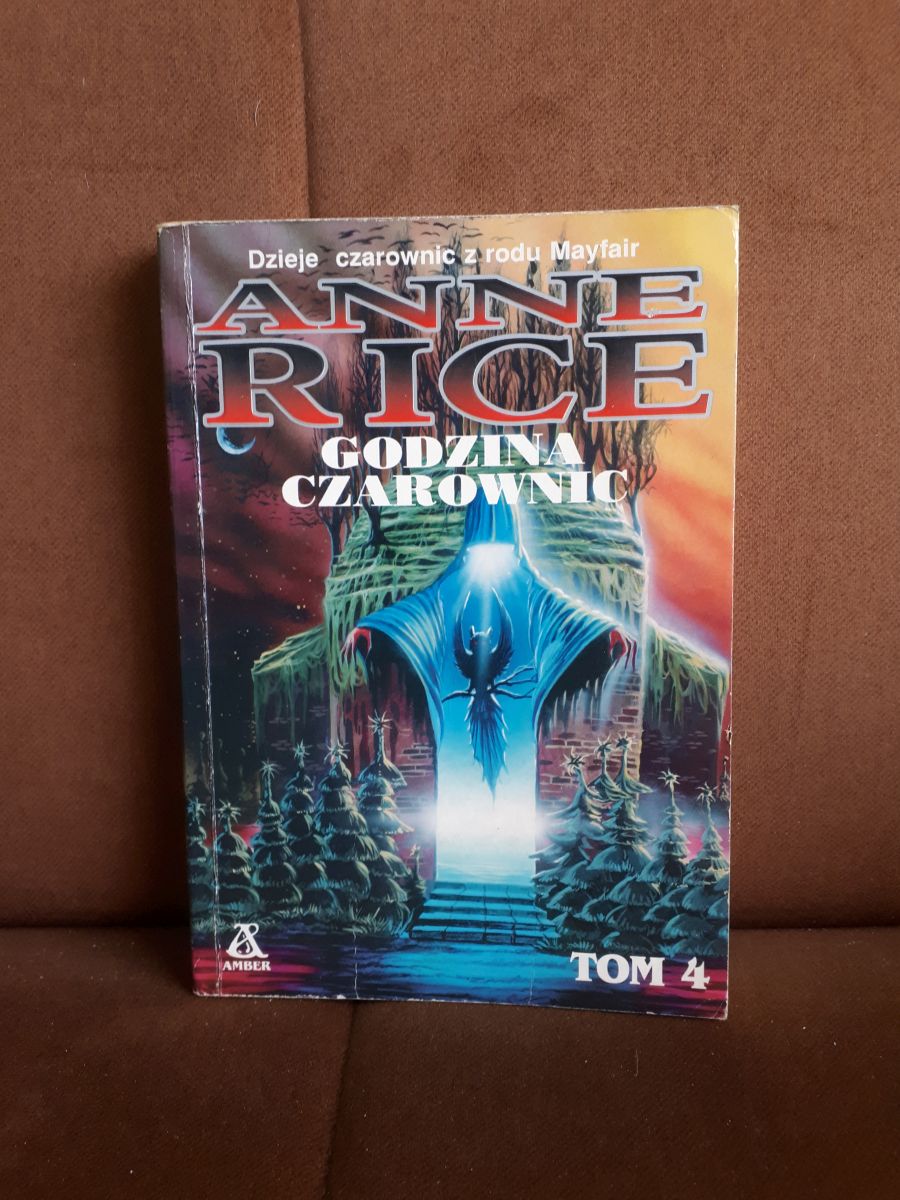 Dzieje czarownic z rodu Mayfair
ANNE
RICE
GODZINA
CZAROWNIC
AMBER
TOM 4